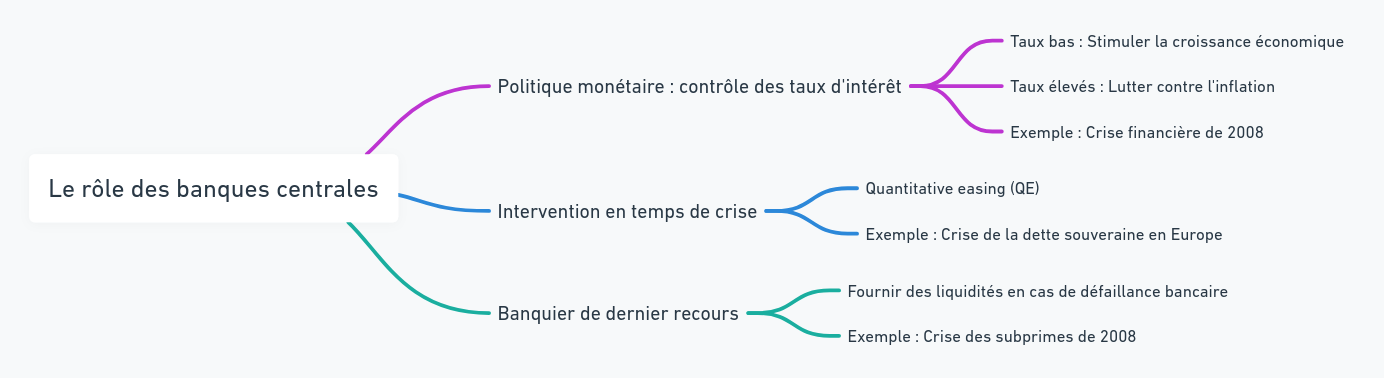 Le rôle des banques centrales
Politique monétaire : contrôle des taux d'intérêt
Taux bas : Stimuler la croissance économique
Taux élevés : Lutter contre l'inflation
Exemple : Crise financière de 2008
Intervention en temps de crise
Quantitative easing (QE)
Exemple : Crise de la dette souveraine en Europe
Banquier de dernier recours
Fournir des liquidités en cas de défaillance bancaire
Exemple : Crise des subprimes de 2008